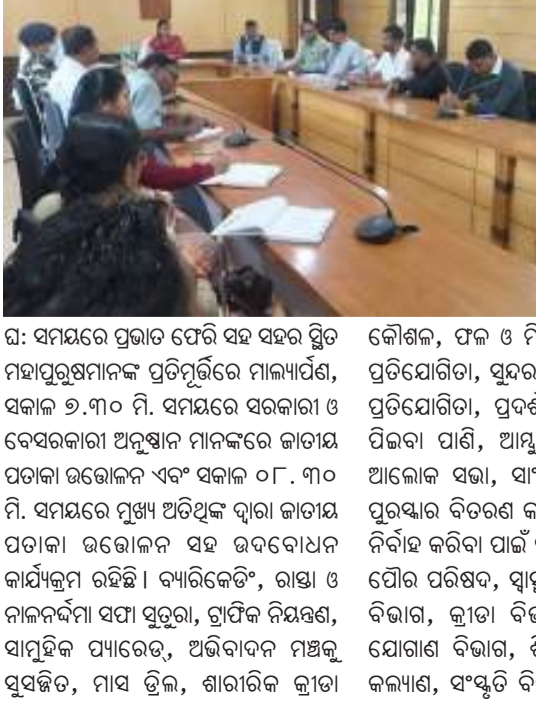 ଘ: ସମୟରେ ପ୍ରଭାତ ଫେରି ସହ ସହର ସ୍ଥିତ
ମହାପୁରୁଷମାନଙ୍କ ପ୍ରତିମୂର୍ତ୍ତିରେ ମାଲ୍ୟାର୍ପଣ,
ସକାଳ ୭.୩୦ ମି. ସମୟରେ ସରକାରୀ ଓ
ବେସରକାରୀ ଅନୁଷ୍ଠାନ ମାନଙ୍କରେ ଜାତୀୟ
ପତାକା ଉତ୍ତୋଳନ ଏବଂ ସକାଳ ୦୮. ୩୦
ମି. ସମୟରେ ମୁଖ୍ୟ ଅତିଥିଙ୍କ ଦ୍ୱାରା ଜାତୀୟ
ପତାକା ଉତ୍ତୋଳନ ସହ ଉଦବୋଧନ
କାର୍ଯ୍ୟକ୍ରମ ରହିଛି। ବ୍ୟାରିକେଡିଂ, ରାସ୍ତା ଓ
ନାଳନର୍ଦ୍ଦମା ସଫା ସୁତୁରା, ଟ୍ରାଫିକ ନିୟନ୍ତ୍ରଣ,
ସାମୁହିକ ପ୍ୟାରେଡ୍, ଅଭିବାଦନ ମଞ୍ଚକୁ
ସୁସଜ୍ଜିତ, ମାସ ଡ୍ରିଲ, ଶାରୀରିକ କ୍ରୀଡା
କୌଶଳ, ଫଳ ଓ
ପ୍ରତିଯୋଗିତା, ସୁନ୍ଦର
ପ୍ରତିଯୋଗିତା,
ପିଇବା ପାଣି,
ଆଲୋକ ସଭା,
ପୁରସ୍କାର ବିତରଣ
ନିର୍ବାହ କରିବା ପାଇଁ
ପୌର ପରିଷଦ,
ବିଭାଗ, କ୍ରୀଡା
ଯୋଗାଣ ବିଭାଗ,
କଲ୍ୟାଣ, ସଂସ୍କୃତି